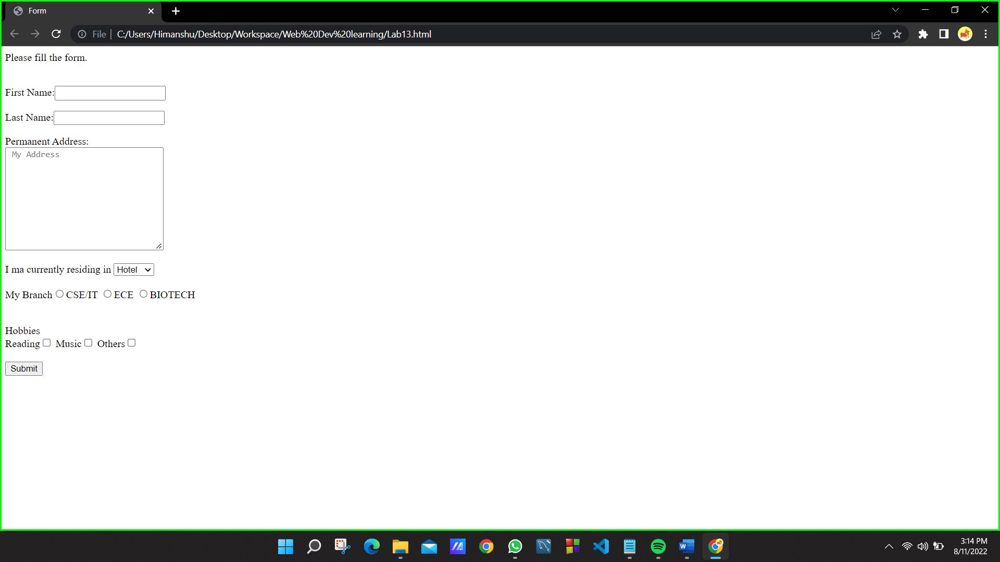 Form
File C:/Users/Himanshu/Desktop/Workspace/Web%20Dev%20learning/Lab13.html
Please fill the form.
First Name:
Last Name:
Permanent Address:
My Address
I ma currently residing in Hotel
My Branch CSE/IT ECE BIOTECH
Hobbies
Reading Music Others
Submit
3:14 PM
8/11/2022